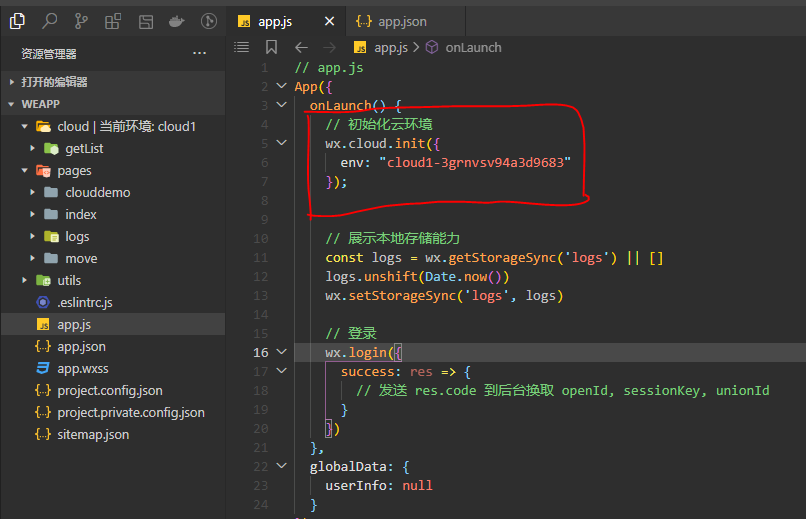 app.js
app.json
资源管理器
打开的编辑器
WEAPP
cloud | 当前环境: cloud1
getList
pages
clouddemo
index
logs
move
utils
.eslintrc.js
app.js
app.json
app.wxss
project.config.json
project.private.config.json
sitemap.json
app.js > onLaunch
1 // app.js
2 App({
3 onLaunch() {
4 // 初始化云环境
5 wx.cloud.init({
6 env: "cloud1-3grnvsv94a3d9683"
7 });
8
9
10 // 展示本地存储能力
11 const logs = wx.getStorageSync('logs') || []
12 logs.unshift(Date.now())
13 wx.setStorageSync('logs', logs)
14
15 // 登录
16 wx.login({
17 success: res => {
18 // 发送 res.code 到后台换取 openId, sessionKey, unionId
19 }
20 })
21 },
22 globalData: {
23 userInfo: null
24 }